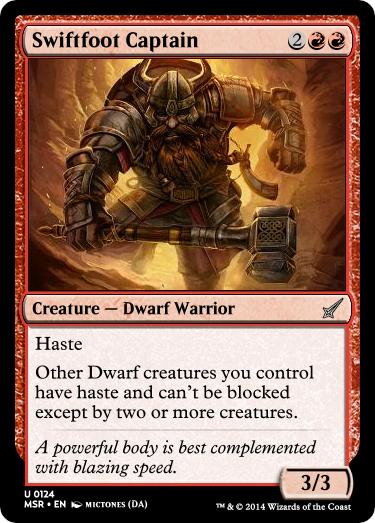 Swiftfoot Captain 2
Creature — Dwarf Warrior
Haste
Other Dwarf creatures you control
have haste and can't be blocked
except by two or more creatures.
A powerful body is best complemented
with blazing speed.
3/3
U 0124
MSR • EN MICTONES (DA)
™ & © 2014 Wizards of the Coast